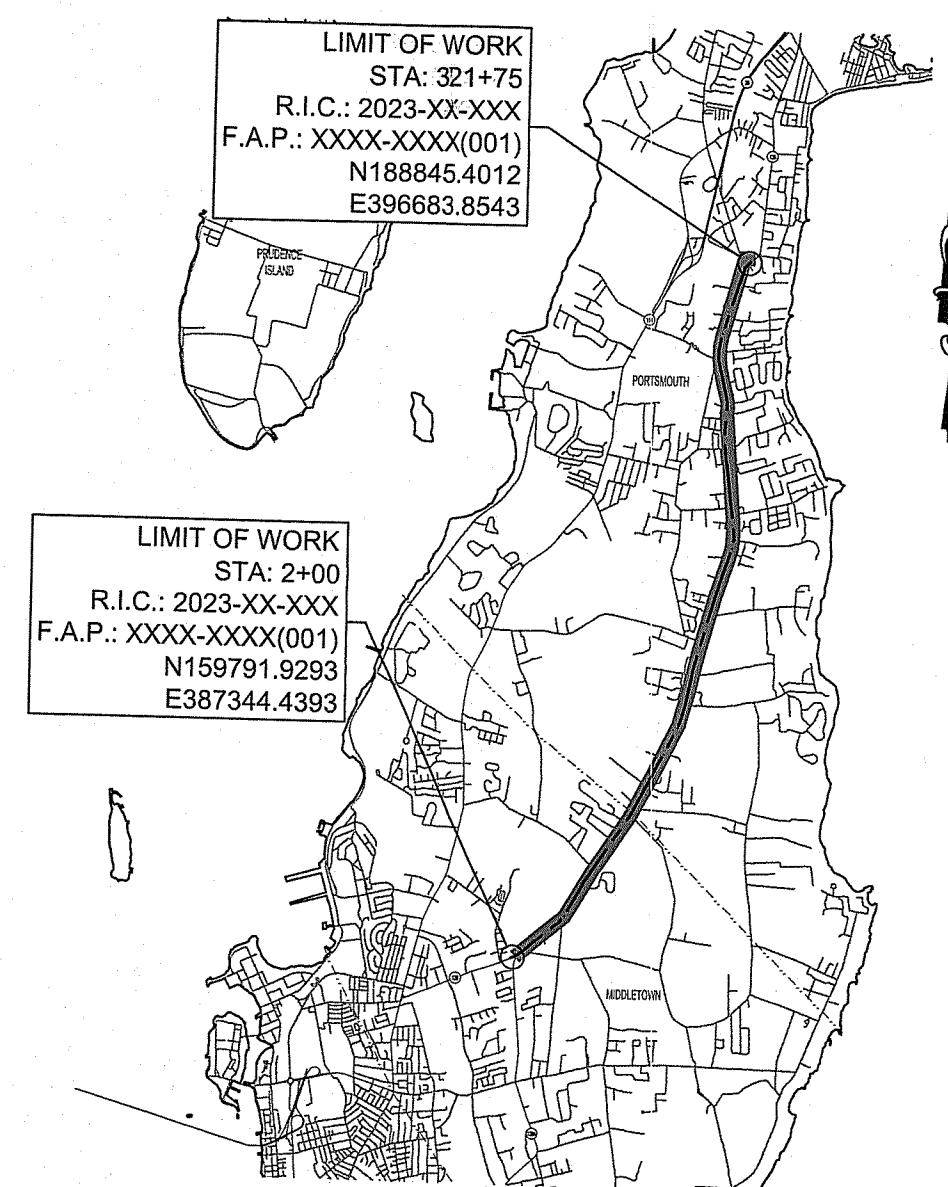 LIMIT OF WORK
STA: 321+75
R.I.C.: 2023-XX-XXX
F.A.P.: XXXX-XXXX(001)
N188845.4012
E396683.8543
PRUDENCE
ISLAND
PORTSMOUTH
LIMIT OF WORK
STA: 2+00
R.I.C.: 2023-XX-XXX
F.A.P.: XXXX-XXXX(001)
N159791.9293
E387344.4393
MIDDLETOWN